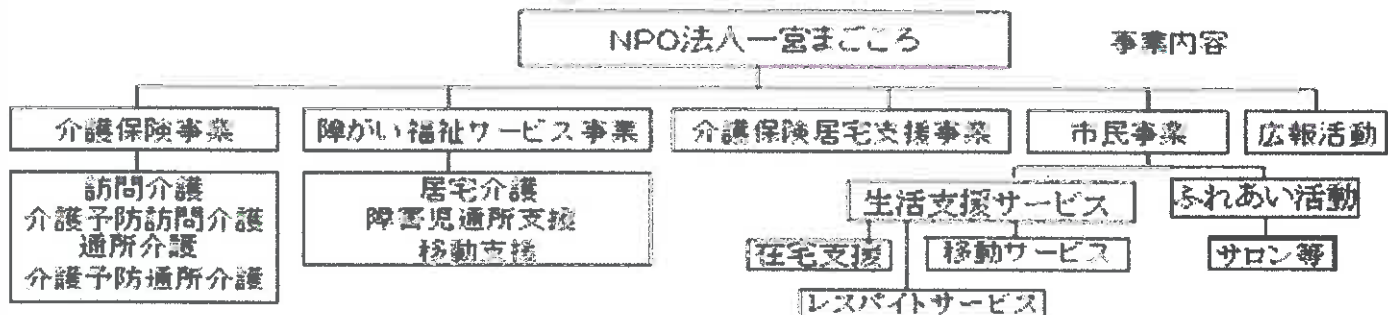 NPO法人一宮まごころ
事業内容
介護保険事業
障がい福祉サービス事業
介護保険居宅支援事業
市民事業
広報活動
訪問介護
介護予防訪問介護
通所介護
介護予防通所介護
居宅介護
障害児通所支援
移動支援
生活支援サービス
ふれあい活動
在宅支援
移動サービス
サロン等
レスパイトサービス